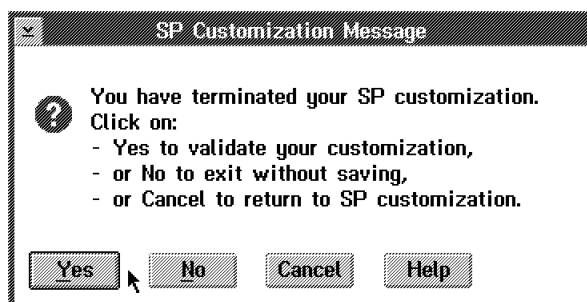 SP Customization Message
You have terminated your SP customization.
Click on:
- Yes to validate your customization,
- or No to exit without saving,
- or Cancel to return to SP customization.
Yes No Cancel Help